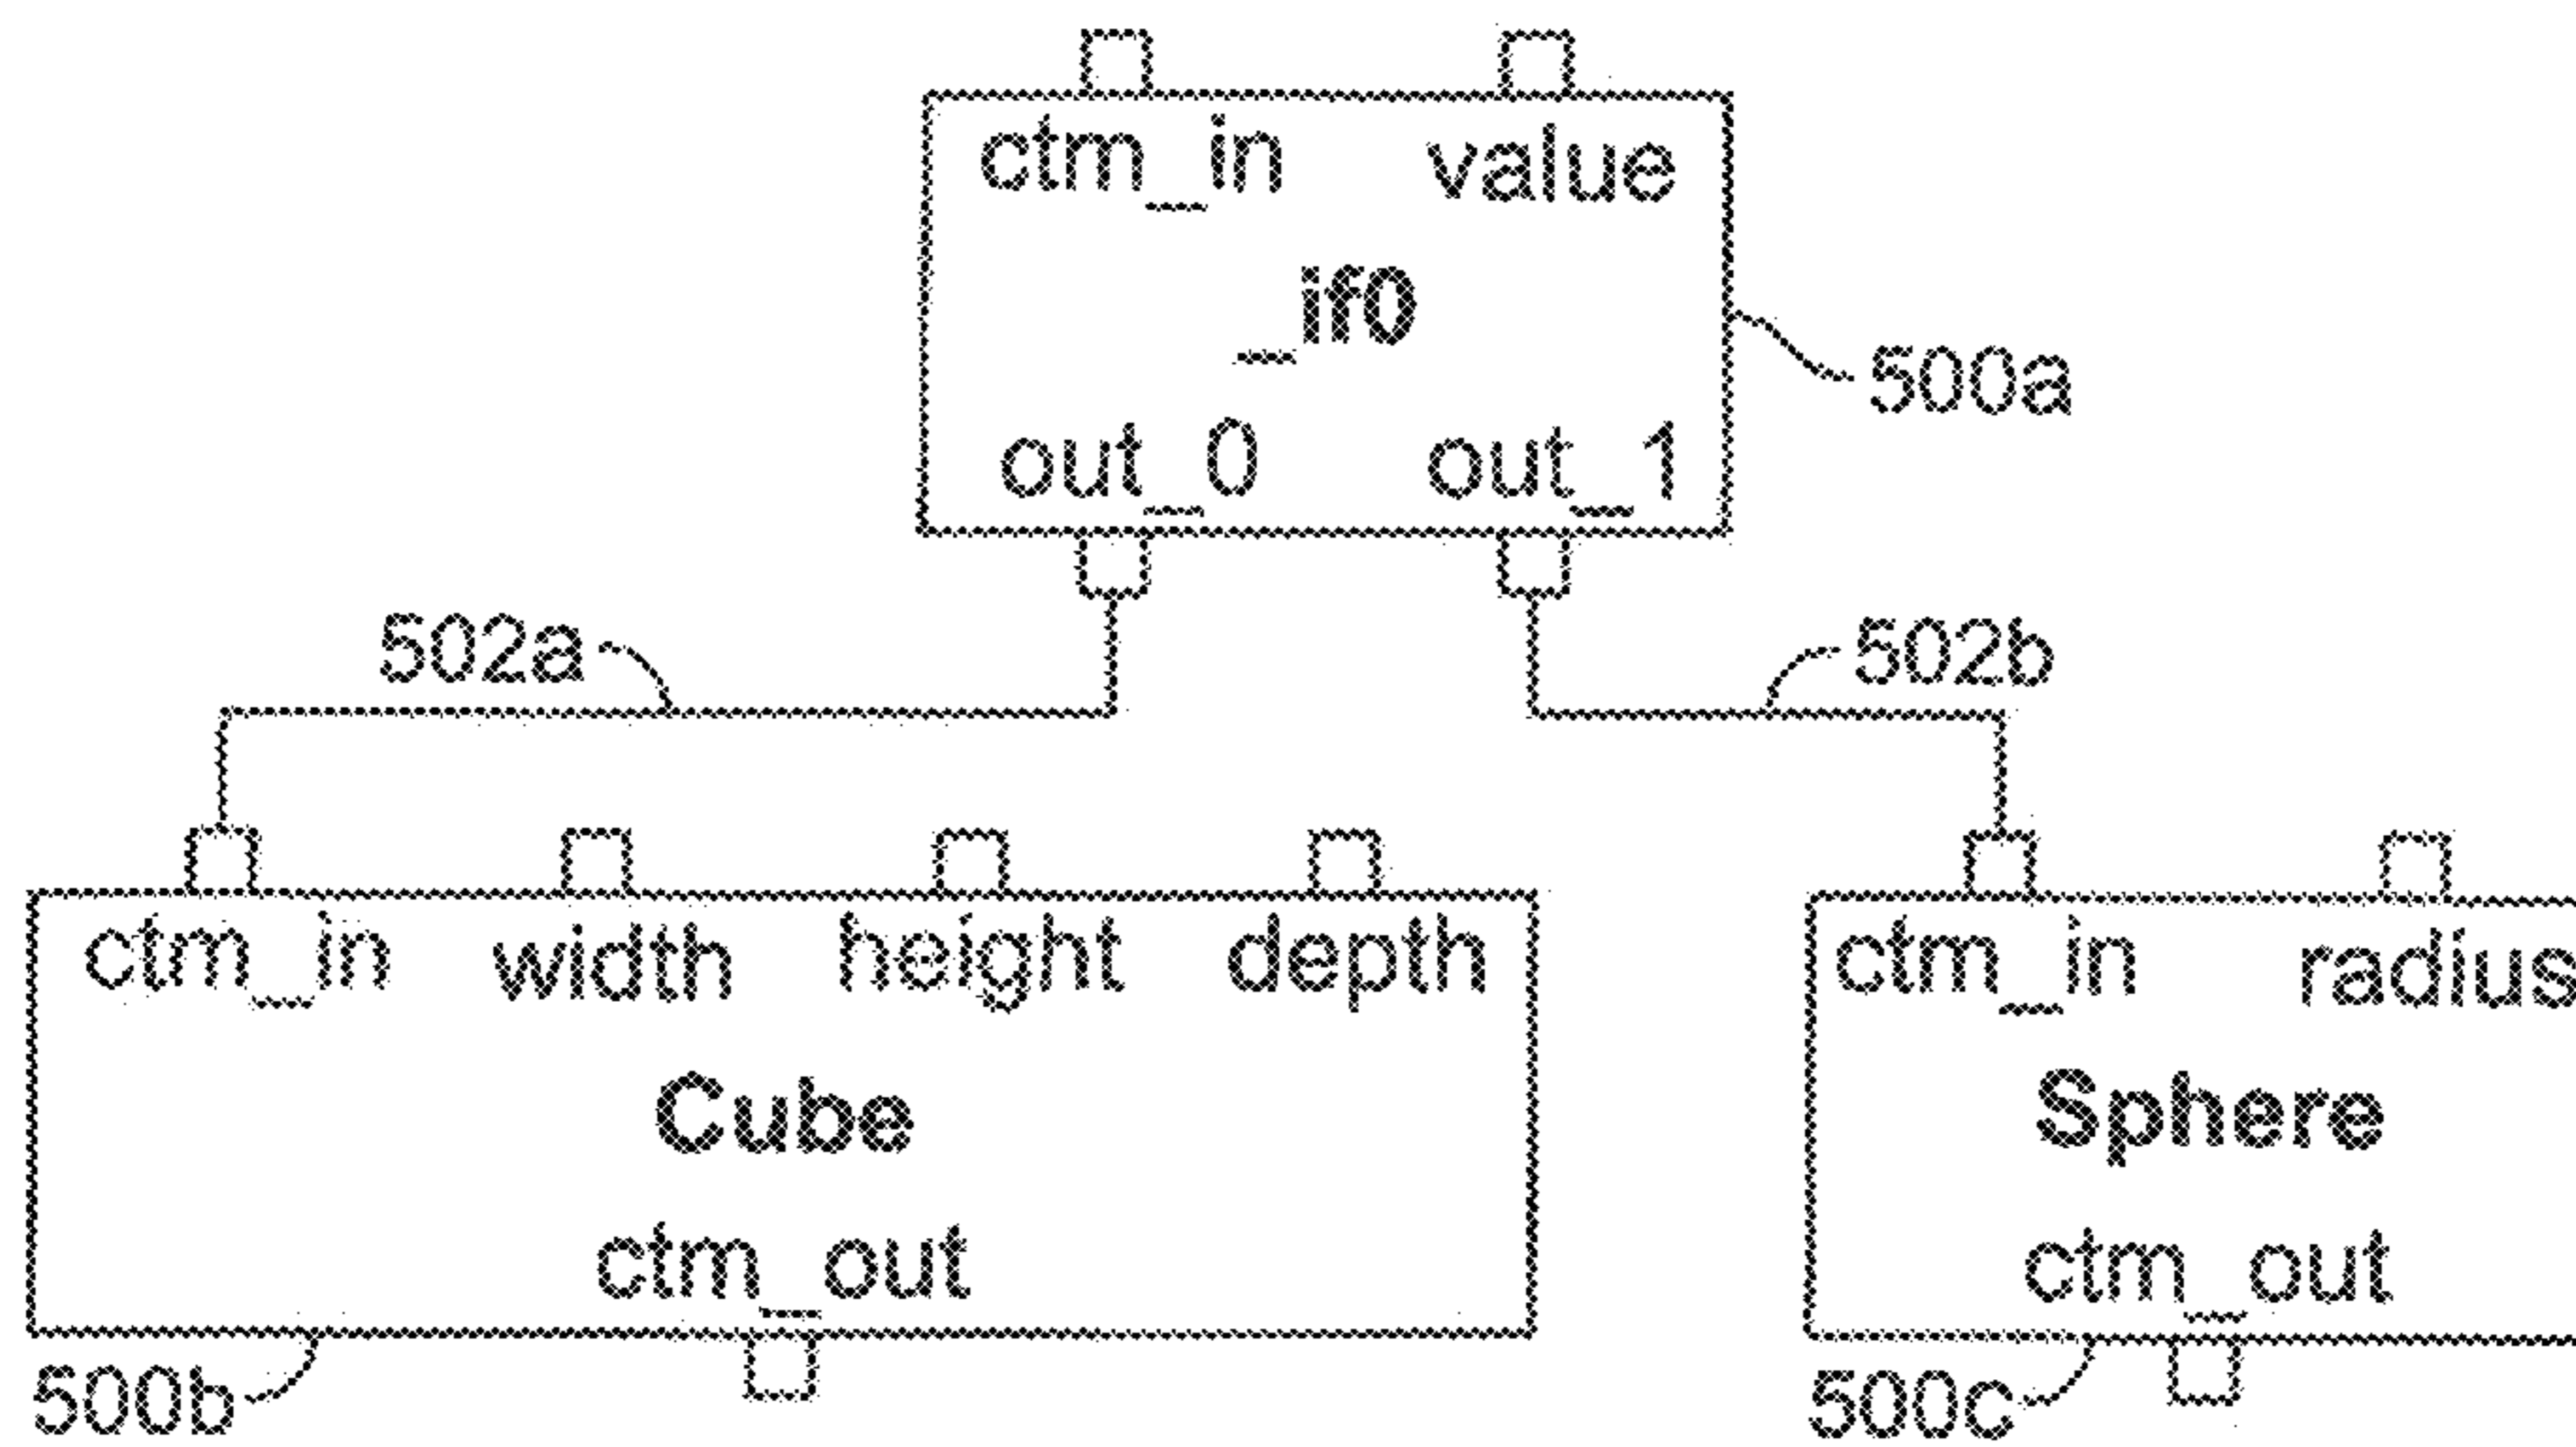 ctm_in value
_if0
500a
out_0 out_1
502a 502b
ctm_in width height depth ctm_in radius
Cube Sphere
ctm_out ctm_out
500b 500c